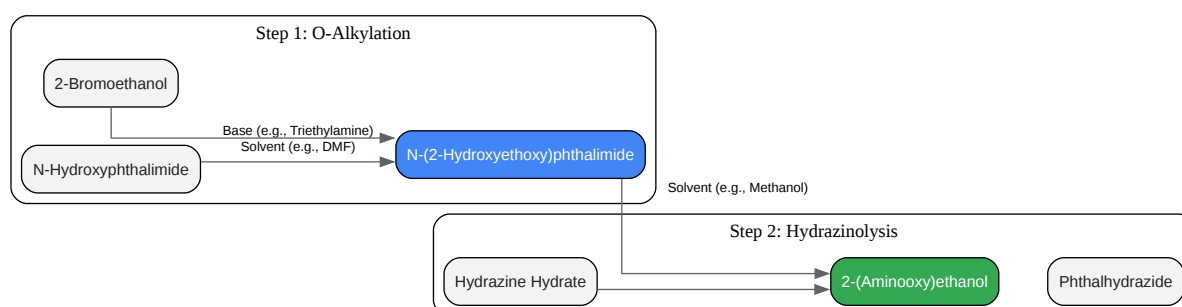 Step 1: O-Alkylation
2-Bromoethanol
Base (e.g., Triethylamine)
Solvent (e.g., DMF)
N-Hydroxyphthalimide
N-(2-Hydroxyethoxy)phthalimide
Solvent (e.g., Methanol)
Step 2: Hydrazinolysis
Hydrazine Hydrate
2-(Aminooxy)ethanol
Phthalhydrazide